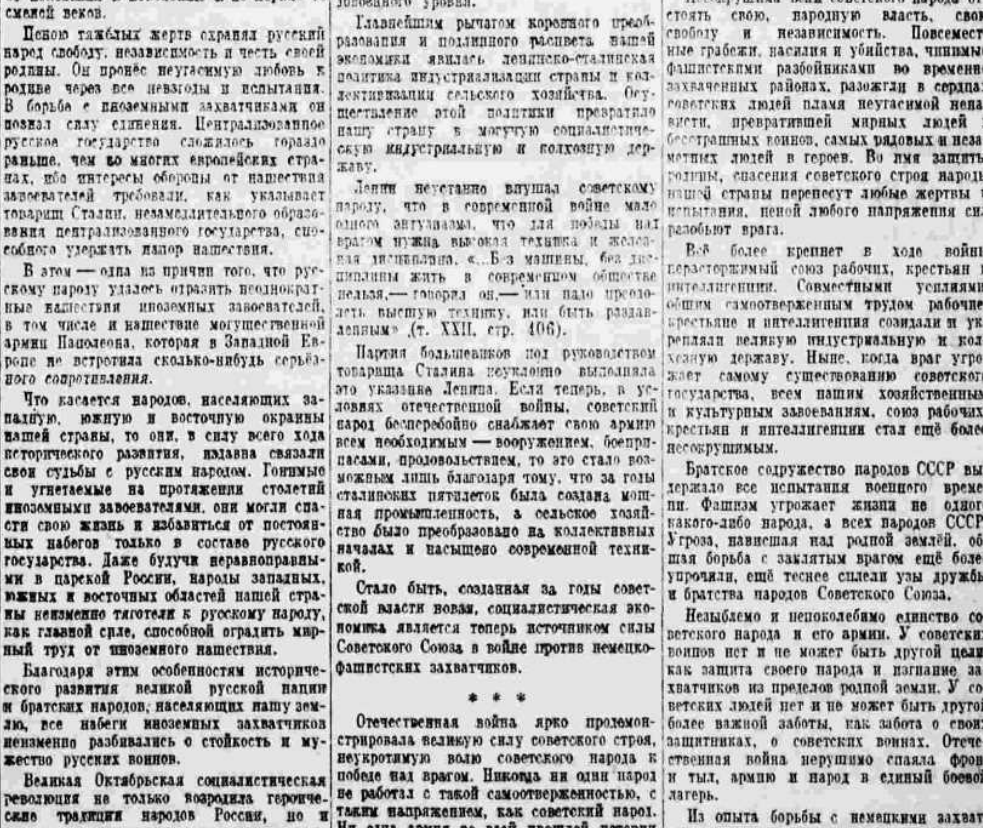 смелой веков.
Ценою тяжёлых жертв охранял русский
народ свободу, независимость и честь своей
родины. Он пронёс неугасимую любовь к
родине через все невзгоды и испытания.
В борьбе с иноземными захватчиками он
познал силу единения. Централизованное
русское государство сложилось гораздо
раньше, чем во многих европейских стра-
нах, ибо интересы обороны от нашествия
завоевателей требовали, как указывает
товарищ Сталин, незамедлительного образо-
вания централизованного государства, спо-
собного удержать напор нашествия.
В этом — одна из причин того, что рус-
скому народу удалось отразить неоднократ-
ные нашествия иноземных завоевателей,
в том числе и нашествие могущественной
армии Наполеона, которая в Западной Ев-
ропе не встретила сколько-нибудь серьёз-
ного сопротивления.
Что касается народов, населяющих за-
падную, южную и восточную окраины
нашей страны, то они, в силу всего хода
исторического развития, издавна связали
свои судьбы с русским народом. Гонимые
и угнетаемые на протяжении столетий
иноземными завоевателями, они могли спа-
сти свою жизнь и избавиться от постоян-
ных набегов только в составе русского
государства. Даже будучи неравноправны-
ми в царской России, народы западных,
южных и восточных областей нашей стра-
ны неизменно тяготели к русскому народу,
как главной силе, способной оградить мир-
ный труд от иноземного нашествия.
Благодаря этим особенностям историче-
ского развития великой русской нации
и братских народов, населяющих нашу зем-
лю, все набеги иноземных захватчиков
неизменно разбивались о стойкость и му-
жество русских воинов.
Великая Октябрьская социалистическая
революция не только возродила героиче-
ские традиции народов России, но и
уровня.
Главнейшим рычагом коренного преоб-
разования и подлинного расцвета нашей
экономики явилась ленинско-сталинская
политика индустриализации страны и кол-
лективизации сельского хозяйства. Осу-
ществление этой политики превратило
нашу страну в могучую социалистиче-
скую индустриальную и колхозную дер-
жаву.
Ленин неустанно внушал советскому
народу, что в современной войне мало
одного энтузиазма, что для победы над
врагом нужна высокая техника и желез-
ная дисциплина. «...Без машины, без дис-
циплины жить в современном обществе
нельзя,— говорил он,— или надо преодо-
леть высшую технику, или быть раздав-
ленным» (т. XXII, стр. 406).
Партия большевиков под руководством
товарища Сталина неуклонно выполняла
это указание Ленина. Если теперь, в ус-
ловиях отечественной войны, советский
народ бесперебойно снабжает свою армию
всем необходимым — вооружением, боепри-
пасами, продовольствием, то это стало воз-
можным лишь благодаря тому, что за годы
сталинских пятилеток была создана мощ-
ная промышленность, а сельское хозяй-
ство было преобразовано на коллективных
началах и насыщено современной техни-
кой.
Стало быть, созданная за годы совет-
ской власти новая, социалистическая эко-
номика является теперь источником силы
Советского Союза в войне против немецко-
фашистских захватчиков.
* * *
Отечественная война ярко продемон-
стрировала великую силу советского строя,
неукротимую волю советского народа к
победе над врагом. Никогда ни один народ
не работал с такой самоотверженностью, с
таким напряжением, как советский народ.
стоять свою, народную власть, свою
свободу и независимость. Повсемест
ные грабежи, насилия и убийства, чинимы
фашистскими разбойниками во временн
захваченных районах, разожгли в сердцах
советских людей пламя неугасимой нена
висти, превратившей мирных людей
бесстрашных воинов, самых рядовых и неза
метных людей в героев. Во имя защиты
родины, спасения советского строя народы
нашей страны перенесут любые жертвы
испытания, ценой любого напряжения сил
разобьют врага.
Всё более крепнет в ходе войны
нерасторжимый союз рабочих, крестьян
интеллигенции. Совместными усилиями
общим самоотверженным трудом рабочие
крестьяне и интеллигенция созидали и ук
репляли великую индустриальную и кол
хозную державу. Ныне, когда враг угро
жает самому существованию советского
государства, всем нашим хозяйственным
и культурным завоеваниям, союз рабочих
крестьян и интеллигенции стал ещё более
несокрушимым.
Братское содружество народов СССР вы
держало все испытания военного време
ни. Фашизм угрожает жизни не одного
какого-либо народа, а всех народов СССР
Угроза, нависшая над родной землёй, об
щая борьба с заклятым врагом ещё более
упрочили, ещё теснее сплели узы дружбы
и братства народов Советского Союза.
Незыблемо и непоколебимо единство со
ветского народа и его армии. У советских
воинов нет и не может быть другой цели
как защита своего народа и изгнание за
хватчиков из пределов родной земли. У со
ветских людей нет и не может быть другой
более важной заботы, как забота о своих
защитниках, о советских воинах. Отече
ственная война нерушимо спаяла фрон
и тыл, армию и народ в единый боевой
лагерь.
Из опыта борьбы с немецкими захват